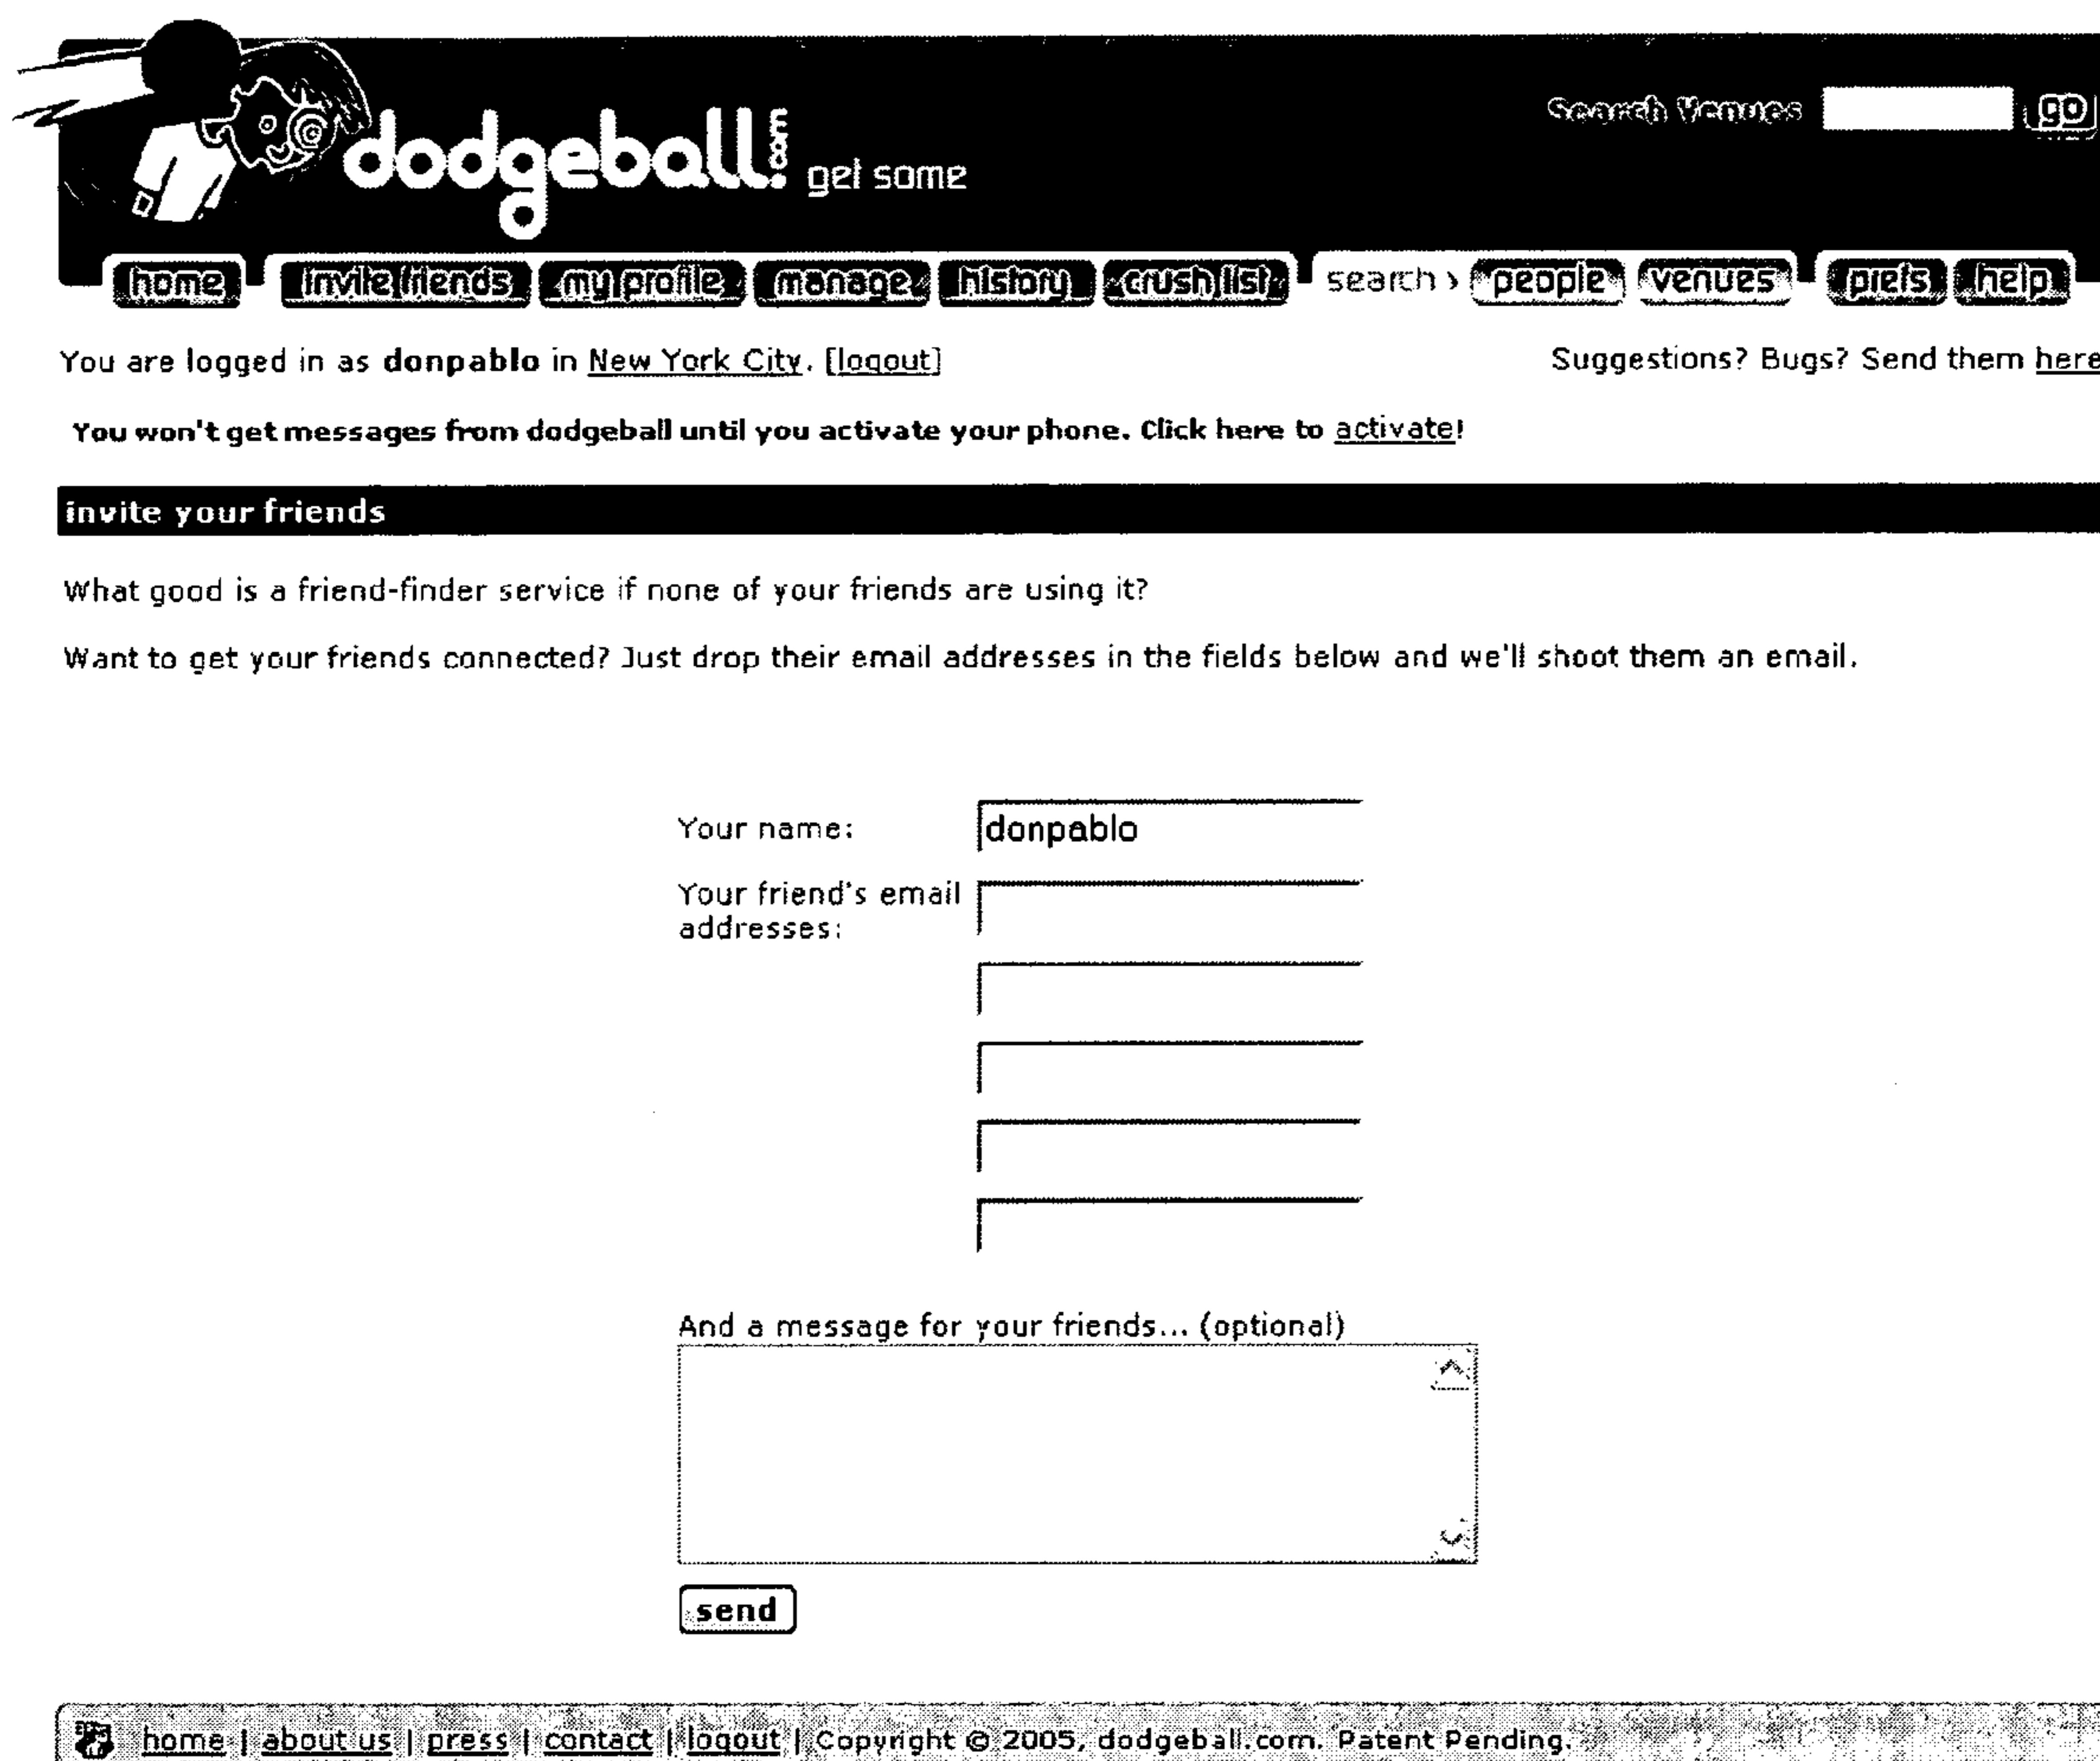 Search Venues go
dodgeball.com get some
home invite friends my profile manage history crush list search › people venues prefs help
You are logged in as donpablo in New York City. [logout] Suggestions? Bugs? Send them here
You won't get messages from dodgeball until you activate your phone. Click here to activate!
invite your friends
What good is a friend-finder service if none of your friends are using it?
Want to get your friends connected? Just drop their email addresses in the fields below and we'll shoot them an email.
Your name: donpablo
Your friend's email
addresses:
And a message for your friends... (optional)
send
home | about us | press | contact | logout | Copyright © 2005, dodgeball.com. Patent Pending.